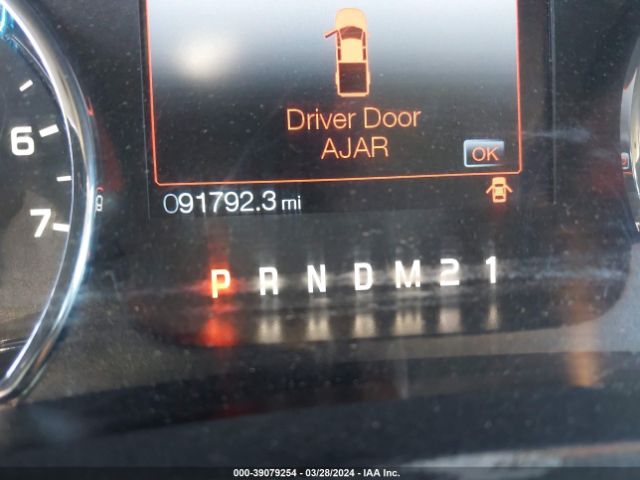 Driver Door
AJAR
OK
6
7
091792.3 mi
P R N D M 2 1
000-39079254 - 03/28/2024 - IAA Inc.